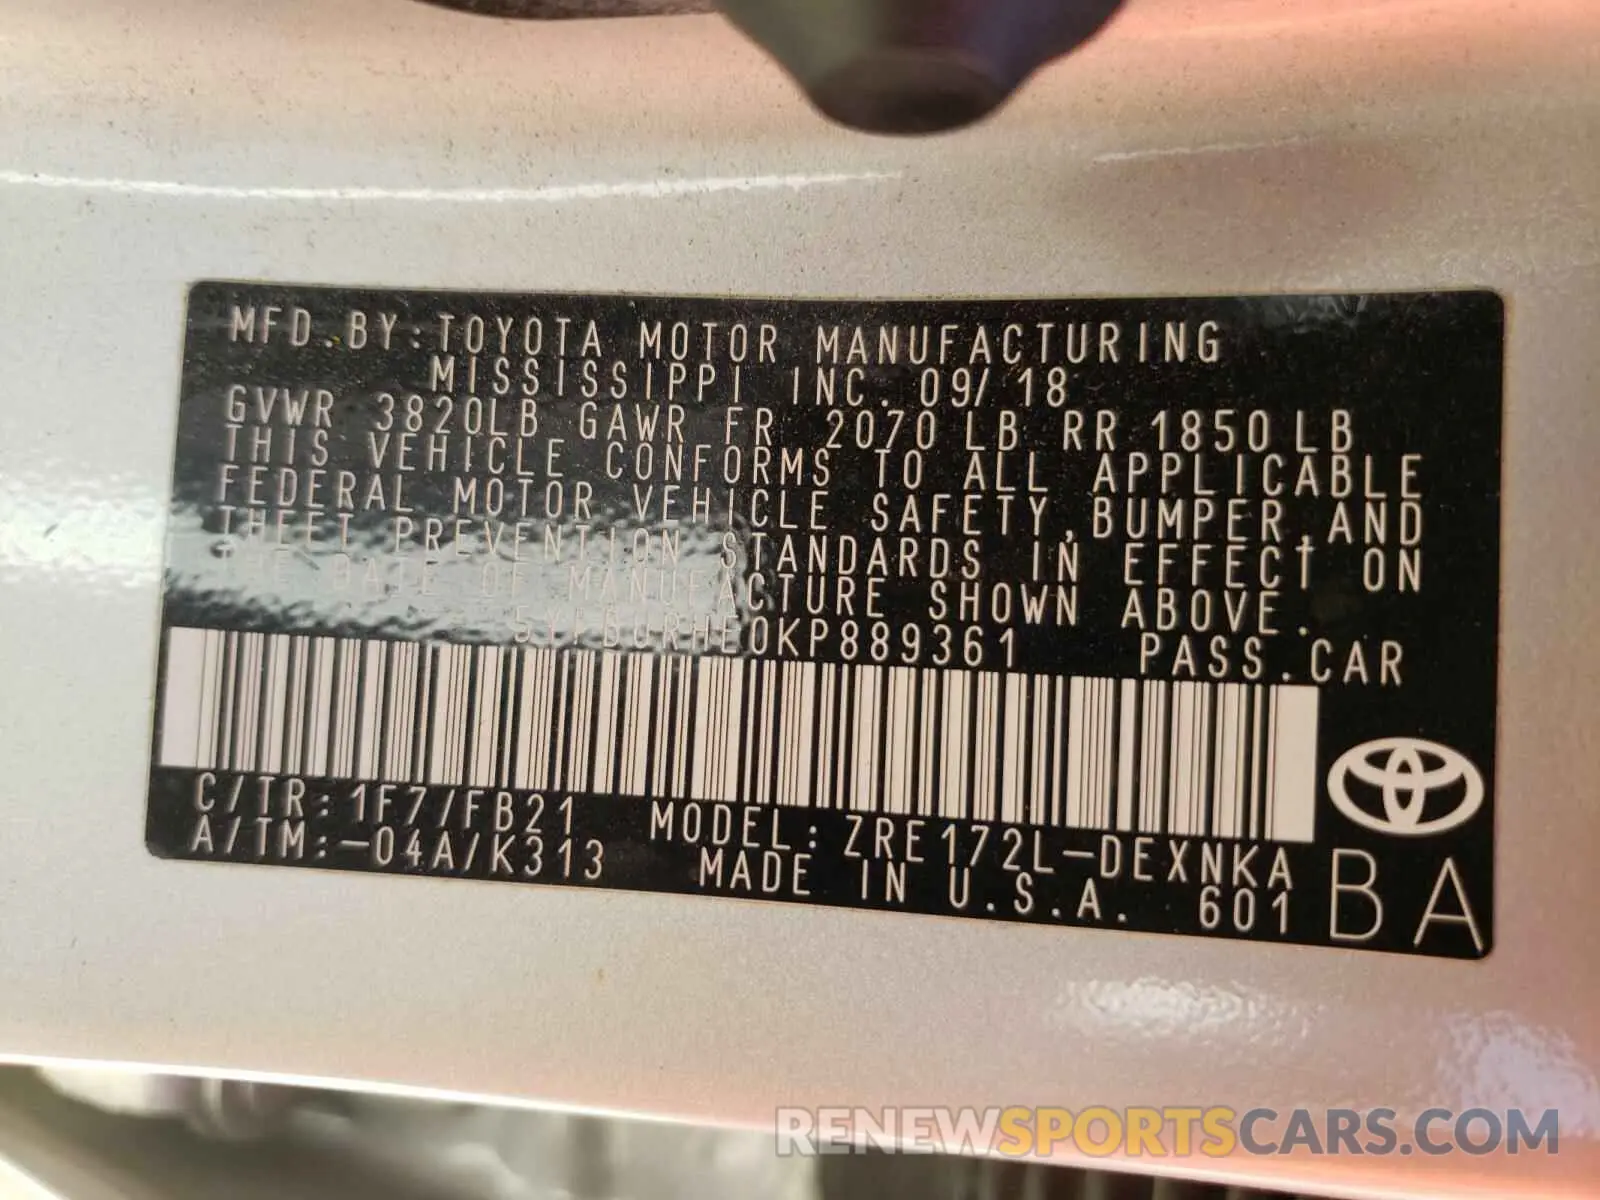 MFD.BY:TOYOTA MOTOR MANUFACTURING
MISSISSIPPI INC. 09/18
GVWR 3820LB GAWR FR 2070LB RR 1850LB
THIS VEHICLE CONFORMS TO ALL APPLICABLE
FEDERAL MOTOR VEHICLE SAFETY,BUMPER,AND
THEFT PREVENTION STANDARDS IN EFFECT ON
THE DATE OF MANUFACTURE SHOWN ABOVE.
5YFBURHE0KP889361 PASS.CAR
C/TR:1F7/FB21 MODEL:ZRE172L-DEXNKA
A/TM:-04A/K313 MADE IN U.S.A. 601
BA
RENEWSPORTSCARS.COM